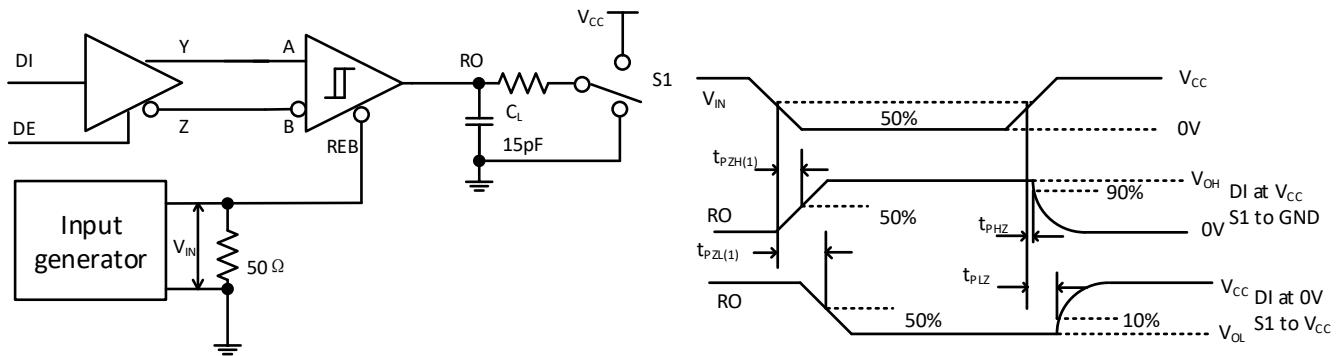 DI
DE
Y
Z
A
B
REB
RO
C_L
15pF
V_CC
S1
Input
generator
V_IN
50 Ω
V_IN
50%
V_CC
0V
t_PZH(1)
RO
50%
V_OH
90%
t_PHZ
0V
DI at V_CC
S1 to GND
t_PZL(1)
RO
50%
t_PLZ
V_CC
10%
V_OL
DI at 0V
S1 to V_CC